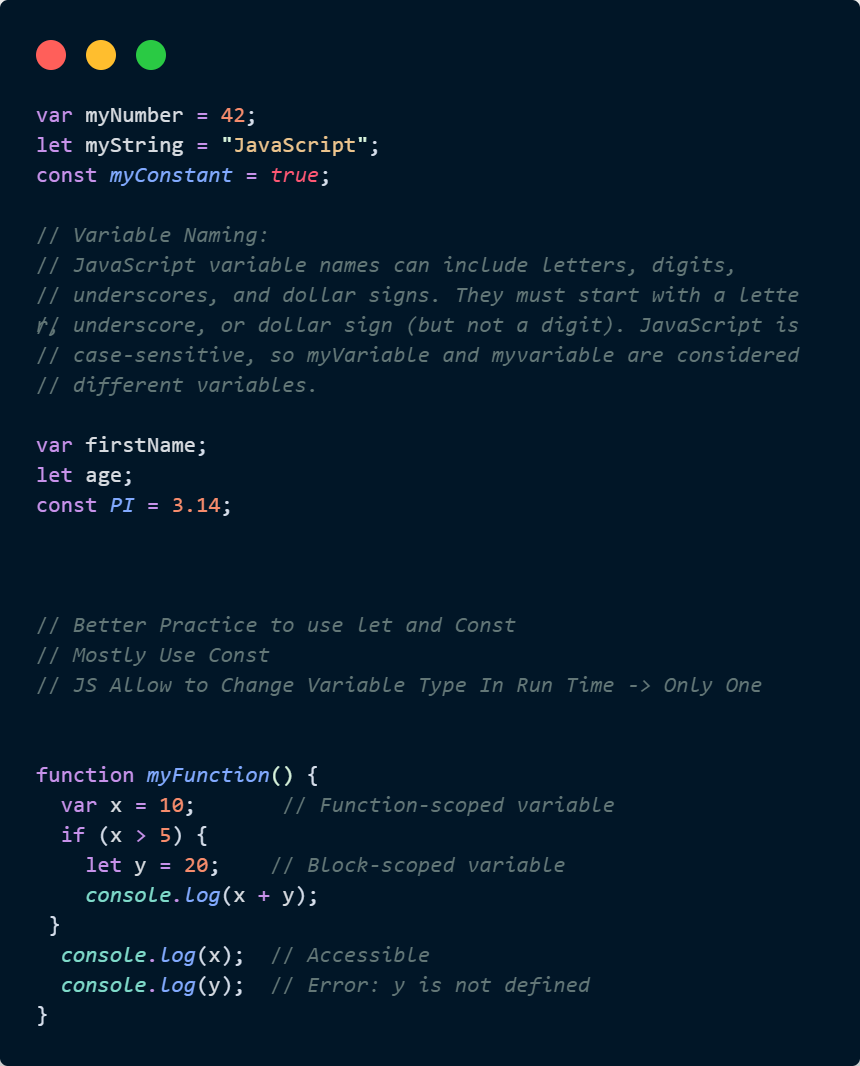 var myNumber = 42;
let myString = "JavaScript";
const myConstant = true;

// Variable Naming:
// JavaScript variable names can include letters, digits,
// underscores, and dollar signs. They must start with a lette
r,
// underscore, or dollar sign (but not a digit). JavaScript is
// case-sensitive, so myVariable and myvariable are considered
// different variables.

var firstName;
let age;
const PI = 3.14;

// Better Practice to use let and Const
// Mostly Use Const
// JS Allow to Change Variable Type In Run Time -> Only One

function myFunction() {
  var x = 10;       // Function-scoped variable
  if (x > 5) {
    let y = 20;    // Block-scoped variable
    console.log(x + y);
 }
  console.log(x);  // Accessible
  console.log(y);  // Error: y is not defined
}